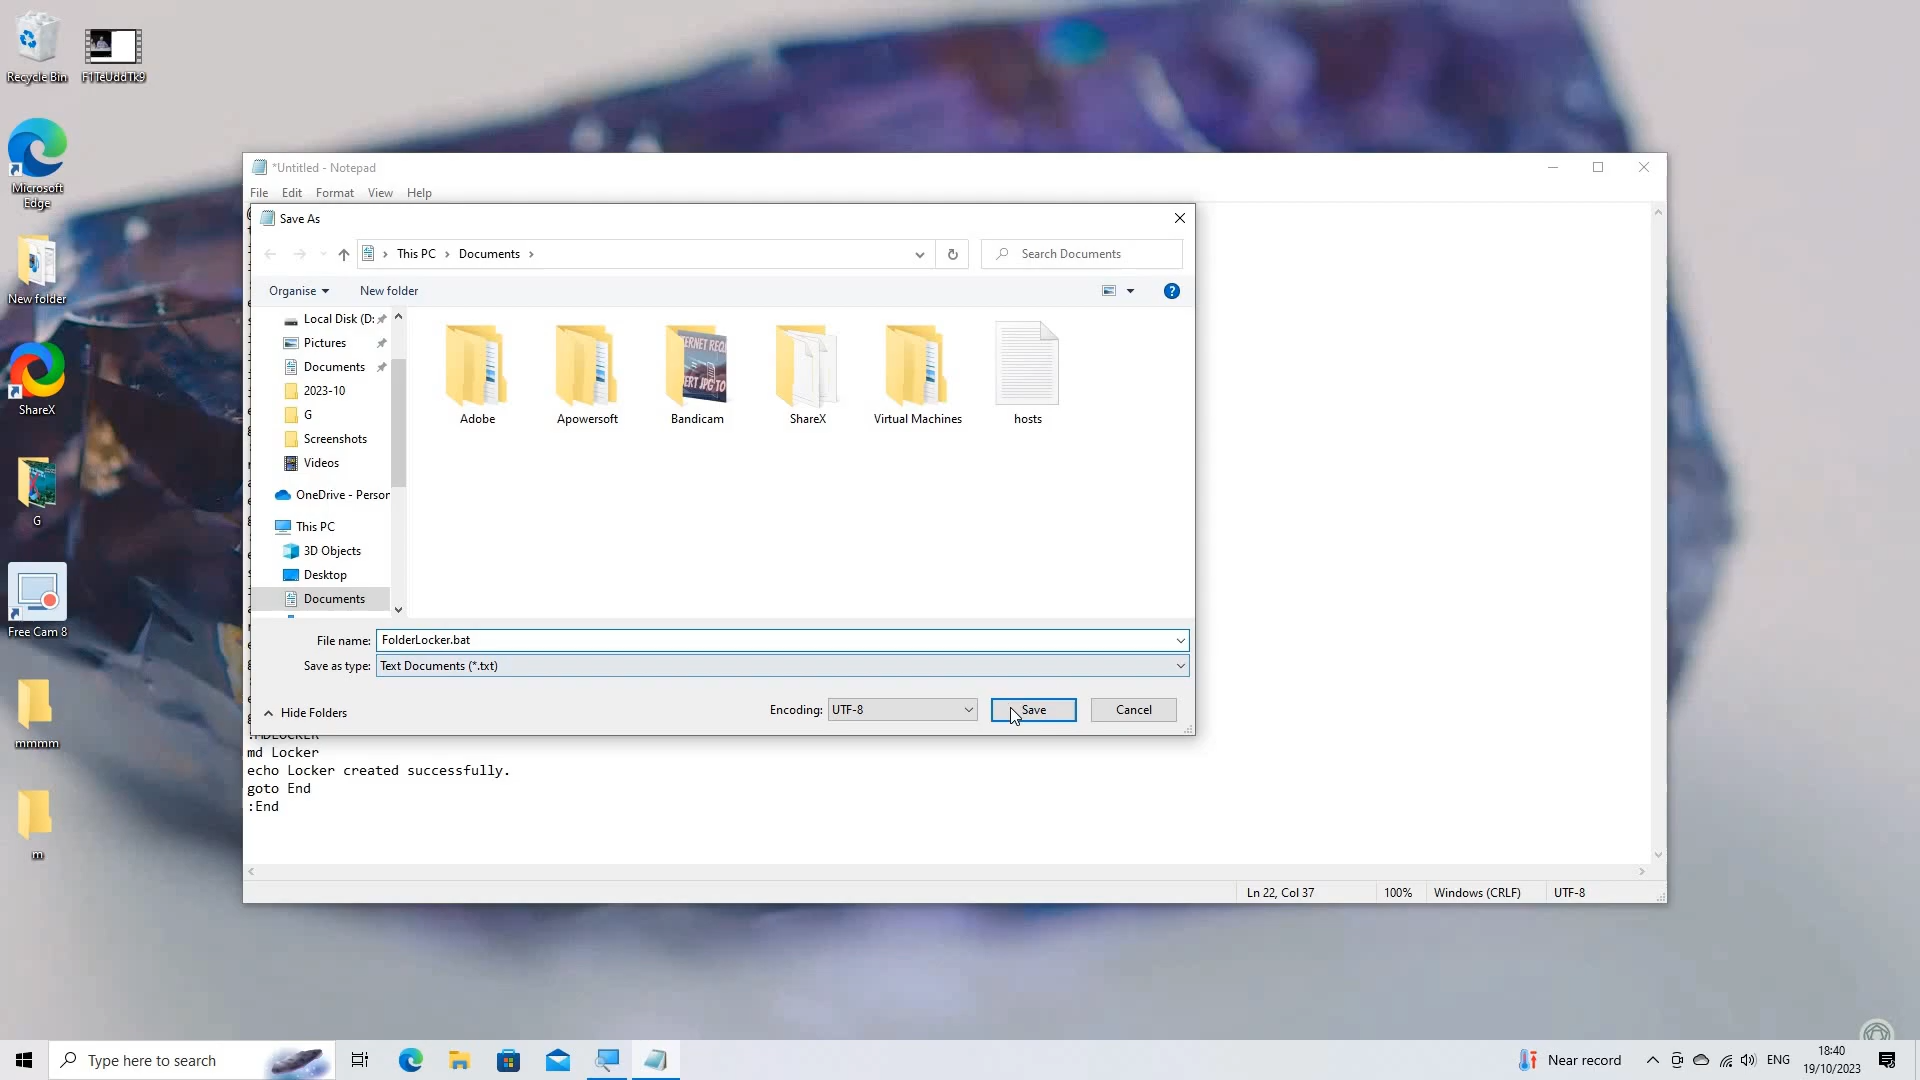 Recycle Bin
F1TeUddTk9
Microsoft
Edge
New folder
ShareX
G
Free Cam 8
mmmm
m
*Untitled - Notepad
File Edit Format View Help
Save As
This PC > Documents >
Search Documents
Organise
New folder
Local Disk (D:
Pictures
Documents
2023-10
G
Screenshots
Videos
OneDrive - Person
This PC
3D Objects
Desktop
Documents
Adobe
Apowersoft
Bandicam
ShareX
Virtual Machines
hosts
File name: FolderLocker.bat
Save as type: Text Documents (*.txt)
Hide Folders
Encoding: UTF-8
Save
Cancel
:MDLOCKER
md Locker
echo Locker created successfully.
goto End
:End
Ln 22, Col 37
100%
Windows (CRLF)
UTF-8
Type here to search
Near record
ENG
18:40
19/10/2023